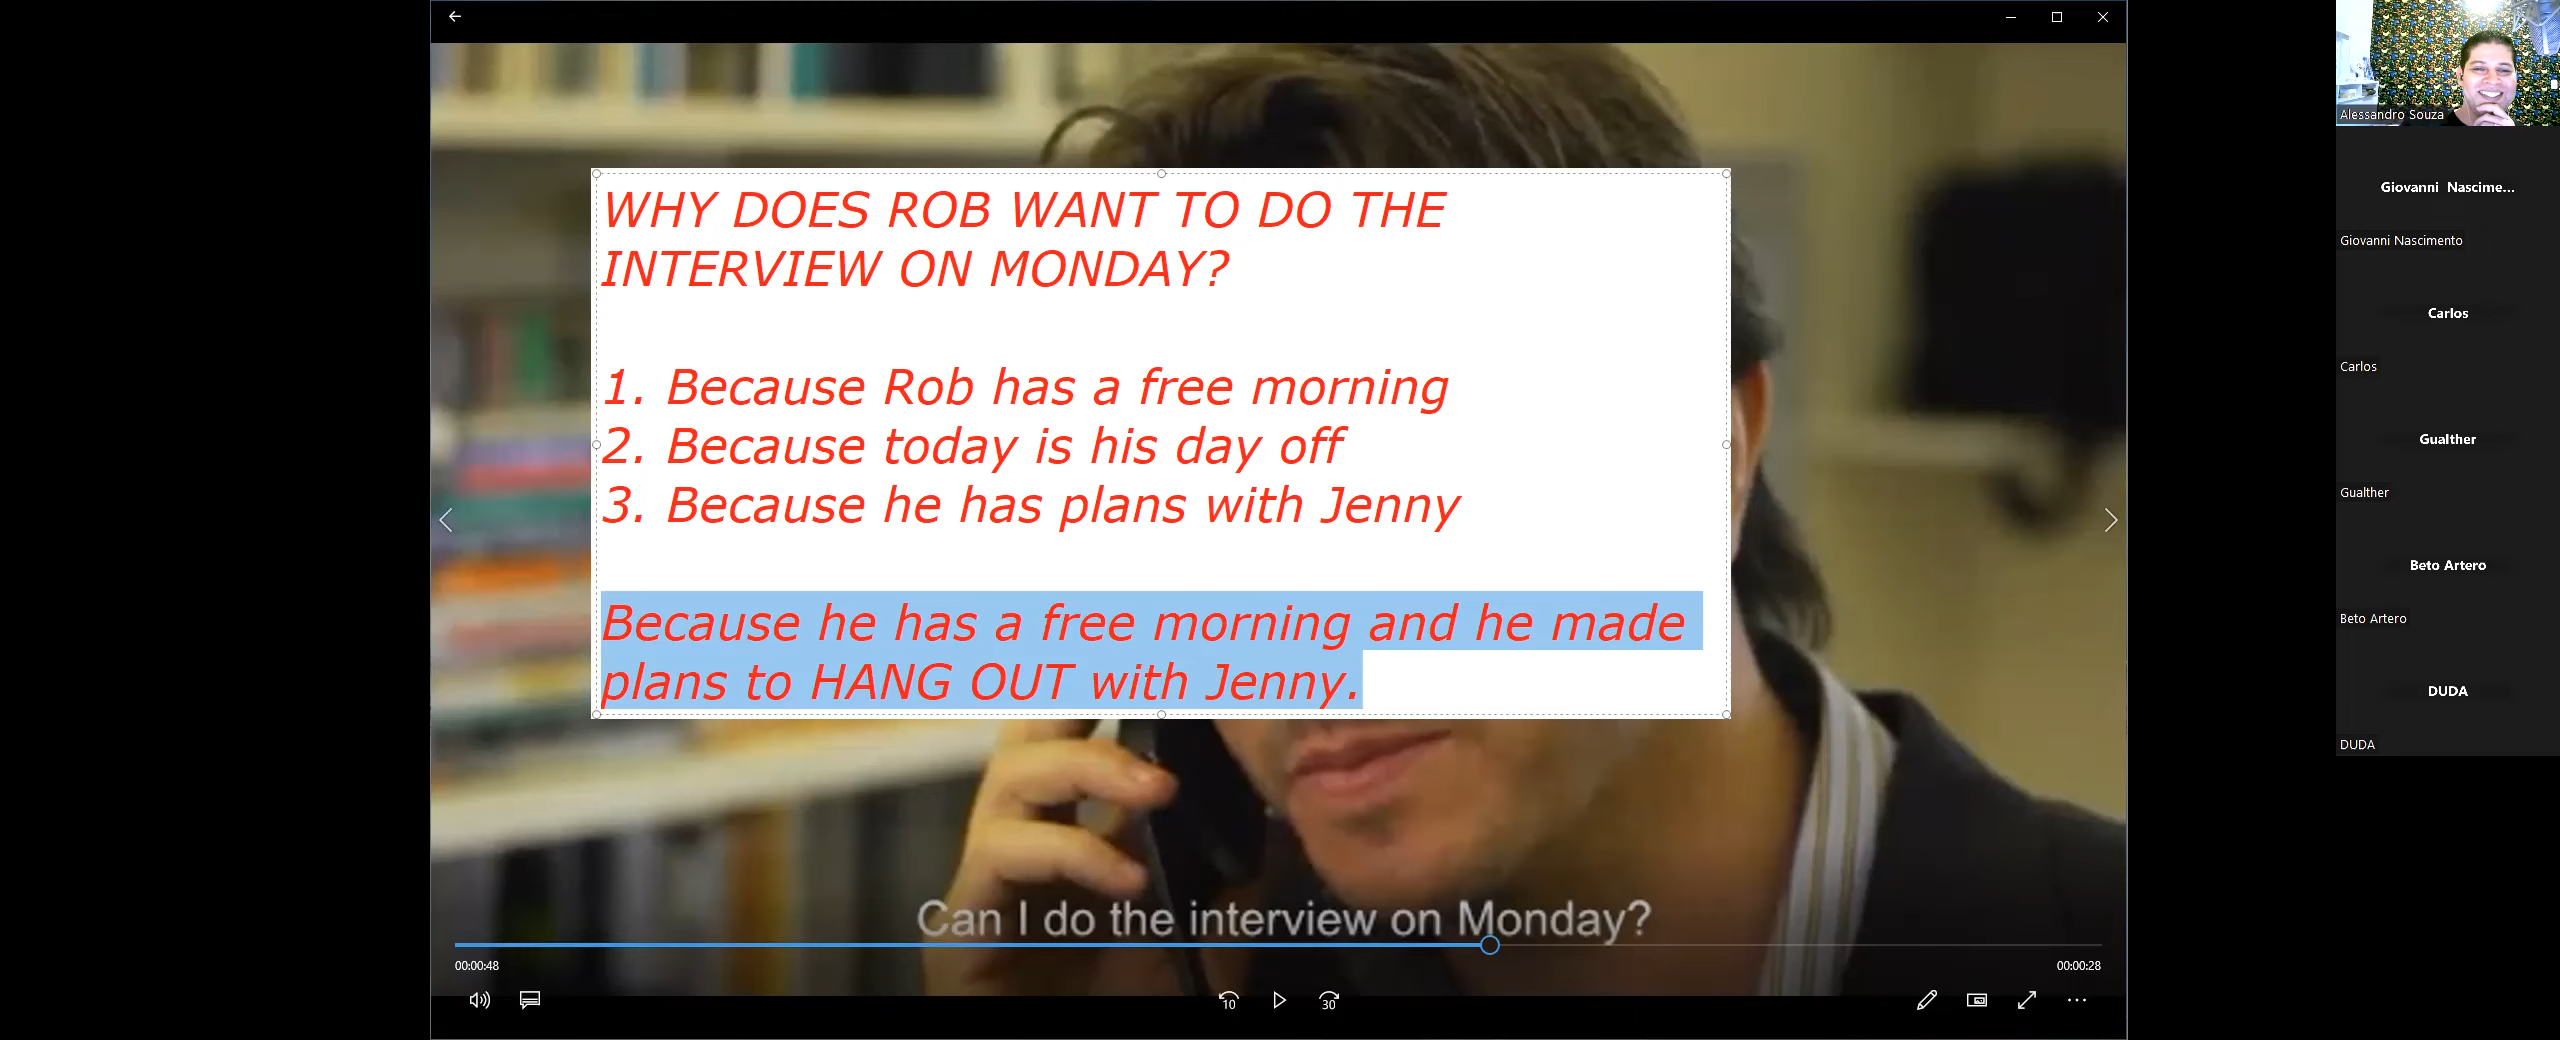 Alessandro Souza
WHY DOES ROB WANT TO DO THE
INTERVIEW ON MONDAY?
1. Because Rob has a free morning
2. Because today is his day off
3. Because he has plans with Jenny
Because he has a free morning and he made
plans to HANG OUT with Jenny.
Can I do the interview on Monday?
00:00:48
00:00:28
10
30
Giovanni Nascime...
Giovanni Nascimento
Carlos
Carlos
Gualther
Gualther
Beto Artero
Beto Artero
DUDA
DUDA